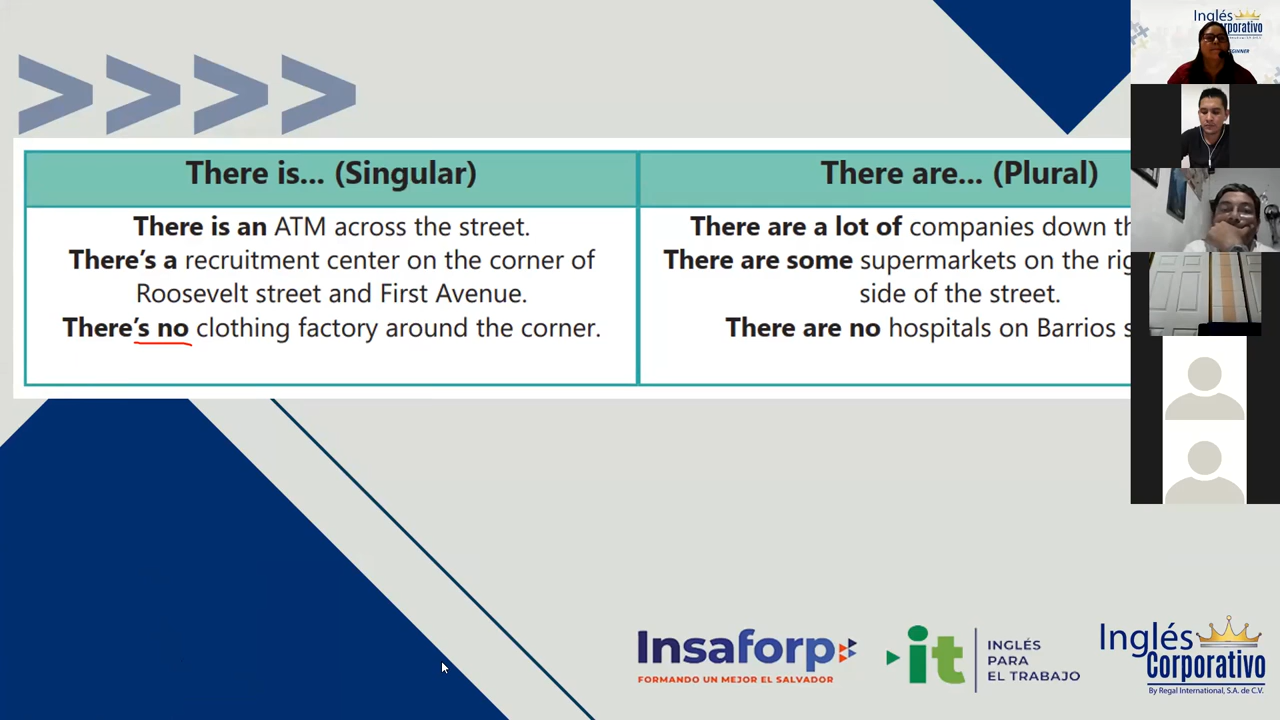 There is... (Singular)
There is an ATM across the street.
There's a recruitment center on the corner of
Roosevelt street and First Avenue.
There's no clothing factory around the corner.
There are... (Plural)
There are a lot of companies down
There are some supermarkets on the
side of the street.
There are no hospitals on Barrios
Insaforp
FORMANDO UN MEJOR EL SALVADOR
it
INGLÉS
PARA
EL TRABAJO
Inglés
Corporativo
By Regal International, S.A. de C.V.
Inglés
Corporativo